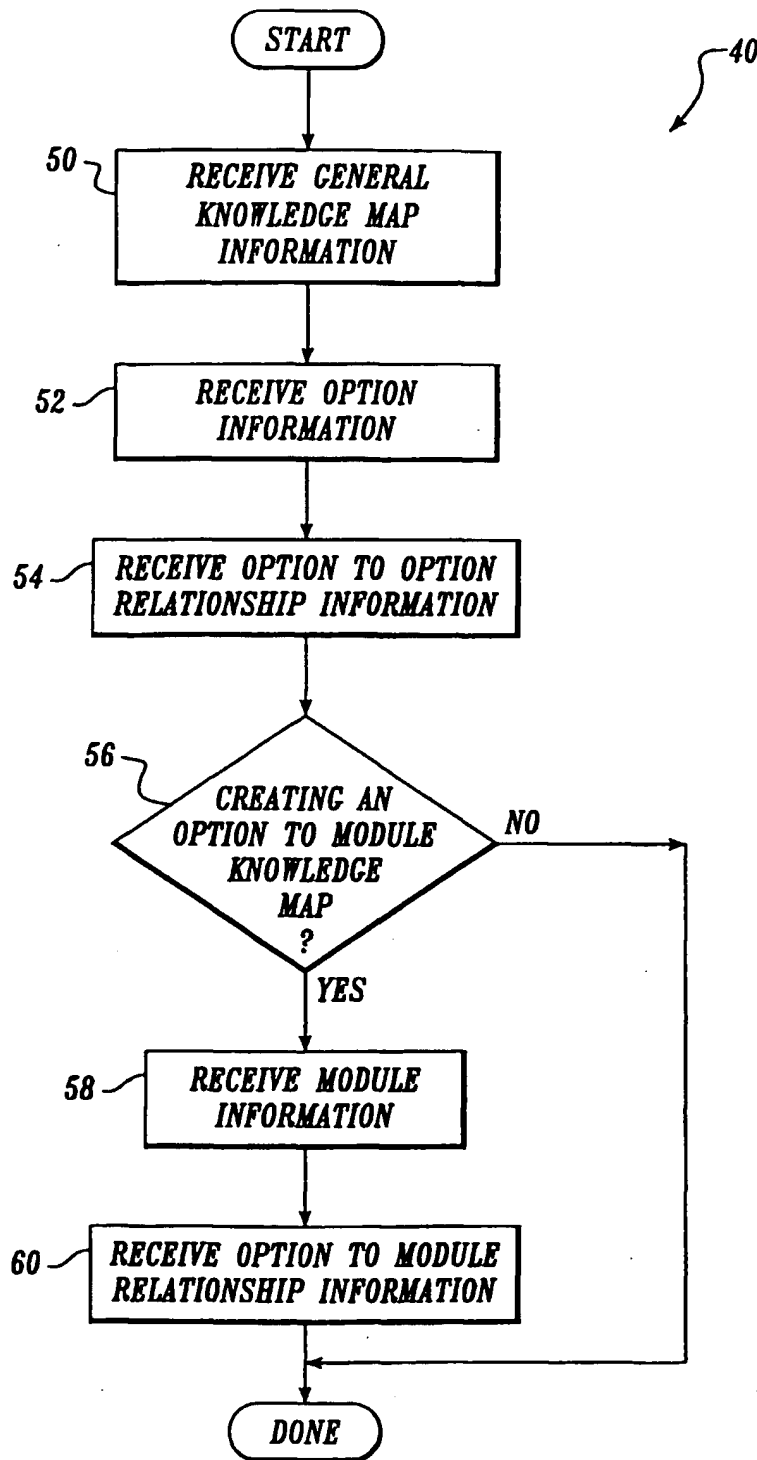 START
40
50
RECEIVE GENERAL
KNOWLEDGE MAP
INFORMATION
52
RECEIVE OPTION
INFORMATION
54
RECEIVE OPTION TO OPTION
RELATIONSHIP INFORMATION
56
CREATING AN
OPTION TO MODULE
KNOWLEDGE
MAP
?
NO
YES
58
RECEIVE MODULE
INFORMATION
60
RECEIVE OPTION TO MODULE
RELATIONSHIP INFORMATION
DONE